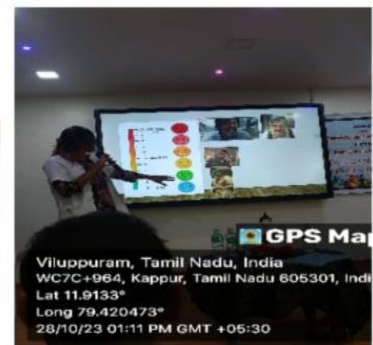 GPS Map
Viluppuram, Tamil Nadu, India
WC7C+964, Kappur, Tamil Nadu 605301, Indi
Lat 11.9133°
Long 79.420473°
28/10/23 01:11 PM GMT +05:30